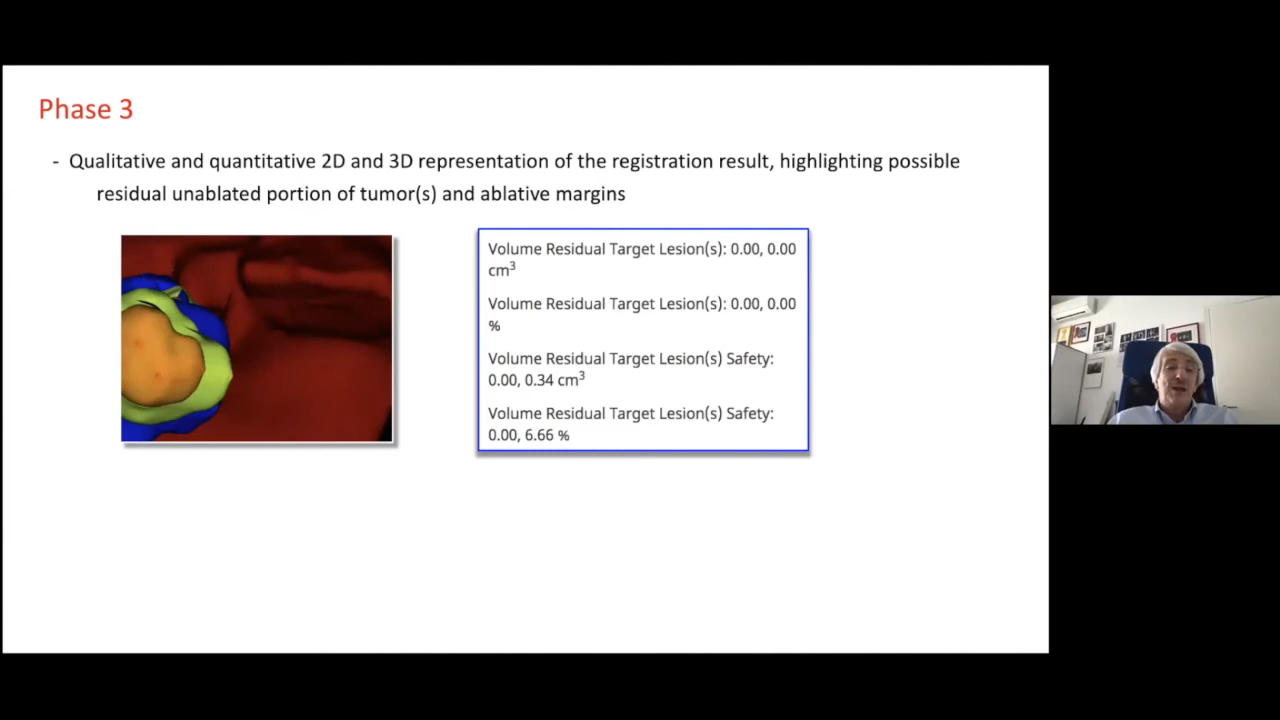 Phase 3
- Qualitative and quantitative 2D and 3D representation of the registration result, highlighting possible
residual unablated portion of tumor(s) and ablative margins
Volume Residual Target Lesion(s): 0.00, 0.00
cm³
Volume Residual Target Lesion(s): 0.00, 0.00
%
Volume Residual Target Lesion(s) Safety:
0.00, 0.34 cm³
Volume Residual Target Lesion(s) Safety:
0.00, 6.66 %